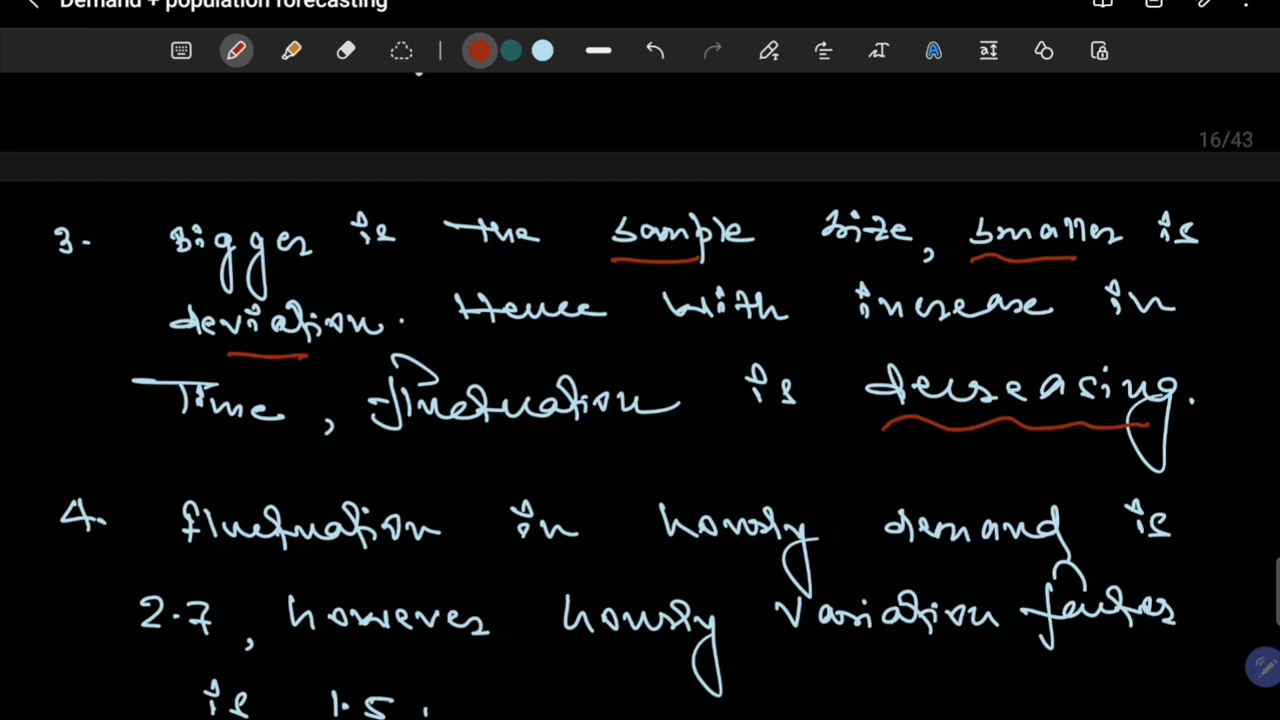 Demand + population forecasting
16/43
3. Bigger is the sample size, smaller is
deviation. Hence with increase in
Time, fluctuation is decreasing.
4. fluctuation in hourly demand is
2.7, however hourly variation factor
is 1.5.